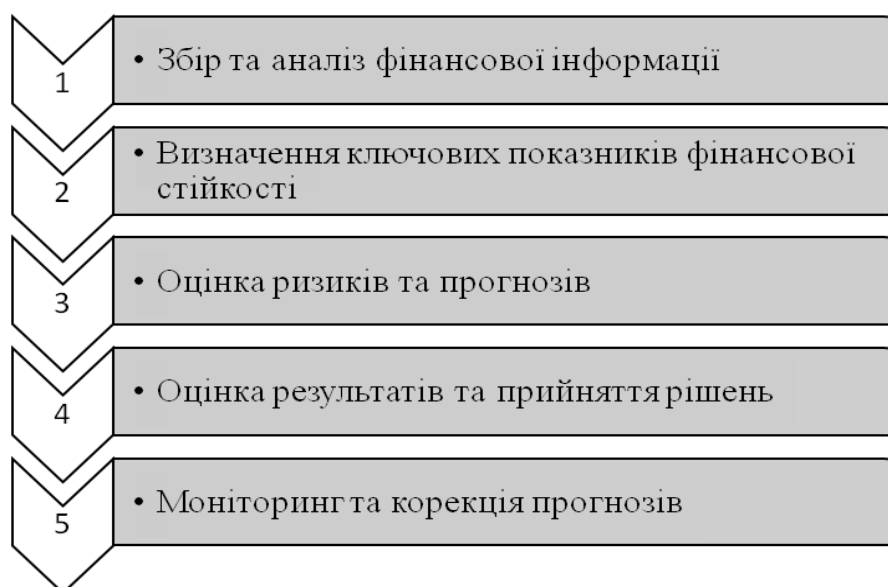 1
• Збір та аналіз фінансової інформації
2
• Визначення ключових показників фінансової
стійкості
3
• Оцінка ризиків та прогнозів
4
• Оцінка результатів та прийняття рішень
5
• Моніторинг та корекція прогнозів